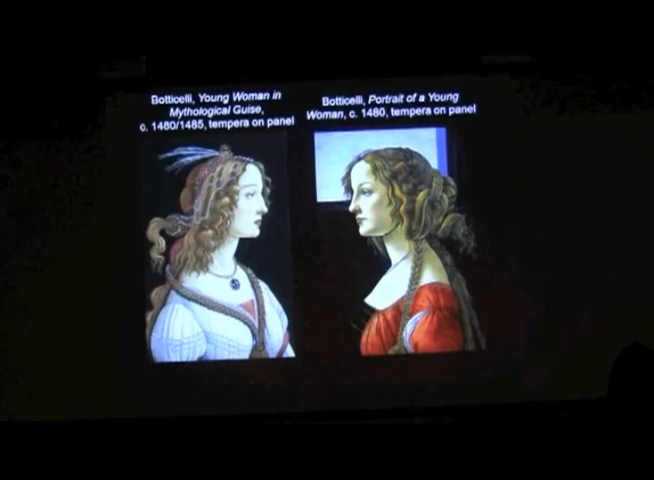 Botticelli, Young Woman in
Mythological Guise,
c. 1480/1485, tempera on panel
Botticelli, Portrait of a Young
Woman, c. 1480, tempera on panel